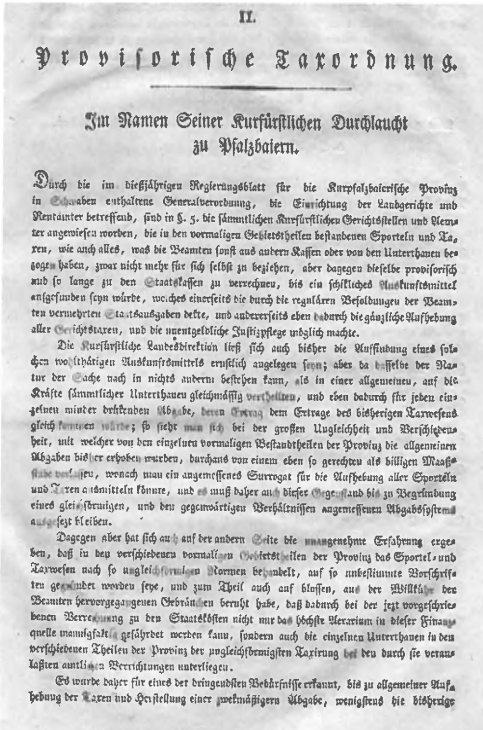 II.
Provisorische Taxordnung.
Im Namen Seiner Kurfürstlichen Durchlaucht
zu Pfalzbaiern.
Durch die im dießjährigen Regierungsblatt für die Kurpfalzbaierische Provinz
in Schwaben enthaltene Generalverordnung, die Einrichtung der Landgerichte und
Rentämter betreffend, sind in §. 5. die sämmtlichen Kurfürstlichen Gerichtsstellen und Aem-
ter angewiesen worden, die in den vormaligen Gebietstheilen bestandenen Sporteln und Ta-
xen, wie auch alles, was die Beamten sonst aus andern Kassen oder von den Unterthanen be-
zogen haben, zwar nicht mehr für sich selbst zu beziehen, aber dagegen dieselbe provisorisch
und so lange zu den Staatskassen zu verrechnen, bis ein schikliches Auskunftsmittel
aufgefunden seyn würde, welches einerseits die durch die regulären Besoldungen der Beam-
ten vermehrten Staatsausgaben dekte, und andererseits eben dadurch die gänzliche Aufhebung
aller Gerichtstaxen, und die unentgeldliche Justizpflege möglich machte.
Die Kurfürstliche Landesdirektion ließ sich auch bisher die Auffindung eines sol-
chen wohlthätigen Auskunftsmittels ernstlich angelegen seyn; aber da dasselbe der Na-
tur der Sache nach in nichts anderm bestehen kann, als in einer allgemeinen, auf die
Kräfte sämmtlicher Unterthanen gleichmässig vertheilten, und eben dadurch für jeden ein-
zelnen minder drükenden Abgabe, deren Ertrag dem Ertrage des bisherigen Taxwesens
gleich kommen würde; so sieht man sich bei der großen Ungleichheit und Verschieden-
heit, mit welcher von den einzelnen vormaligen Bestandtheilen der Provinz die allgemeinen
Abgaben bisher erhoben wurden, durchaus von einem eben so gerechten als billigen Maaß-
stabe verlassen, wonach man ein angemessenes Surrogat für die Aufhebung aller Sporteln
und Taxen ausmitteln könnte, und es muß daher auch dieser Gegenstand bis zu Begründung
eines gleichförmigen, und den gegenwärtigen Verhältnissen angemessenen Abgabssystems
ausgesezt bleiben.
Dagegen aber hat sich auch auf der andern Seite die unangenehme Erfahrung erge-
ben, daß in den verschiedenen vormaligen Gebietstheilen der Provinz das Sportel- und
Taxwesen nach so ungleichförmigen Normen behandelt, auf so unbestimmte Vorschrif-
ten gegründet worden seye, und zum Theil auch auf blossen, aus der Willkühr der
Beamten hervorgegangenen Gebräuchen beruht habe, daß dadurch bei der jezt vorgeschrie-
benen Verrechnung zu den Staatskösten nicht nur das höchste Aerarium in dieser Finanz-
quelle mannigfaltig gefährdet werden kann, sondern auch die einzelnen Unterthanen in den
verschiedenen Theilen der Provinz der ungleichförmigsten Taxirung bei den durch sie veran-
laßten amtlichen Verrichtungen unterliegen.
Es wurde daher für eines der dringendsten Bedürfnisse erkannt, bis zu allgemeiner Auf-
hebung der Taxen und Herstellung einer zwekmäßigern Abgabe, wenigstens die bisherige